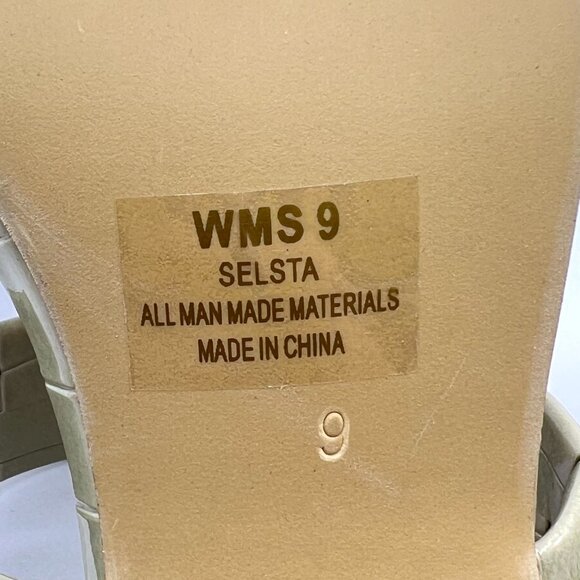 WMS 9
SELSTA
ALL MAN MADE MATERIALS
MADE IN CHINA
9